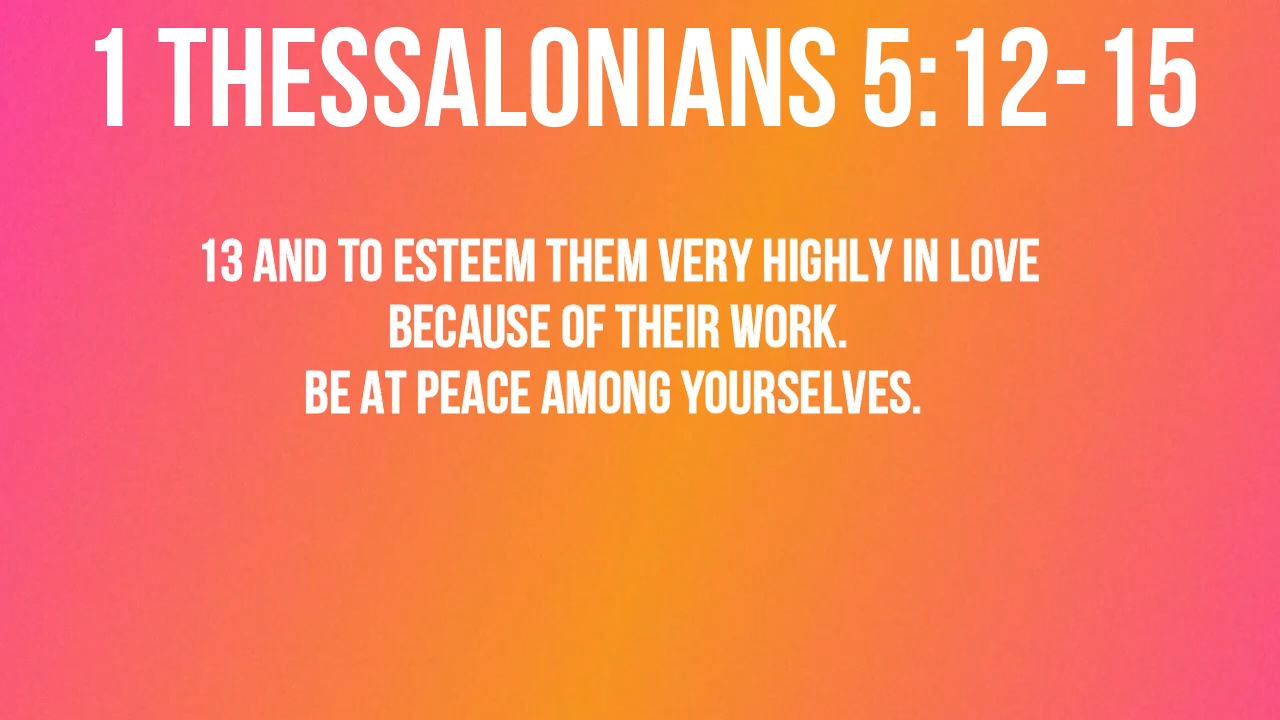 1 THESSALONIANS 5:12-15
13 AND TO ESTEEM THEM VERY HIGHLY IN LOVE
BECAUSE OF THEIR WORK.
BE AT PEACE AMONG YOURSELVES.